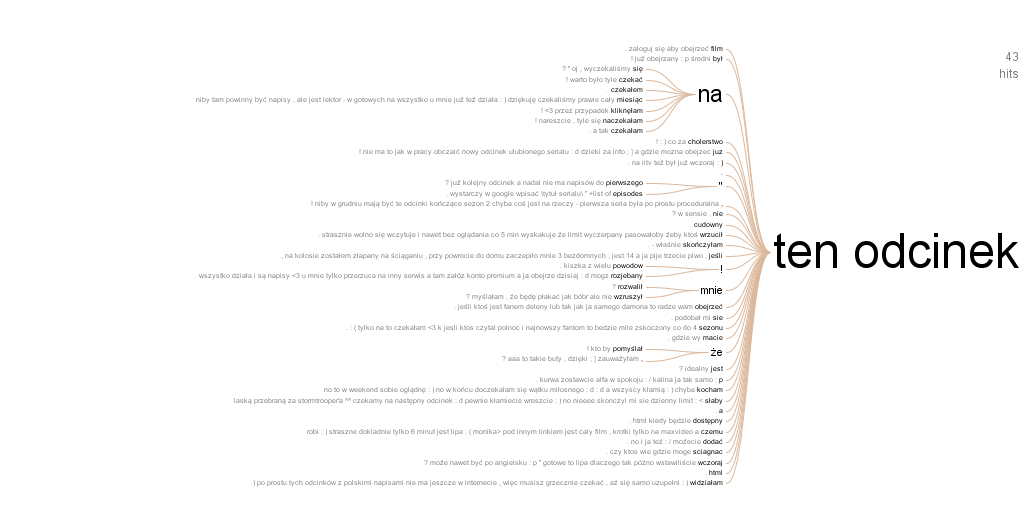 . zaloguj się aby obejrzeć film
! już obejrzany : p średni był
? " oj , wyczekaliśmy się
! warto było tyle czekać
. czekałem
niby tam powinny być napisy , ale jest lektor - w gotowych na wszystko u mnie już też działa : ) dziękuję czekaliśmy prawie cały miesiąc
! <3 przez przypadek kliknęłam
! nareszcie , tyle się naczekałam
. a tak czekałam
na
! : ) co za cholerstwo
! nie ma to jak w pracy obczaić nowy odcinek ulubionego serialu : d dzieki za info ; ] a gdzie mozna obejzec juz
. na iitv też był już wczoraj : )
.
? już kolejny odcinek a nadal nie ma napisów do pierwszego
. wystarczy w google wpisać \tytuł serialu\ " +list of episodes
"
! niby w grudniu mają być te odcinki kończące sezon 2 chyba coś jest na rzeczy - pierwsza seria była po prostu proceduralna ,
? w sensie , nie
. cudowny
. strasznie wolno się wczytuje i nawet bez oglądania co 5 min wyskakuje że limit wyczerpany pasowałoby żeby ktoś wrzucił
. - właśnie skończyłam
, na kolosie zostałem złapany na ściąganiu , przy powrocie do domu zaczepiło mnie 3 bezdomnych , jest 14 a ja pije trzecie piwo , jeśli
. kiszka z wielu powodow
wszystko działa i są napisy <3 u mnie tylko przerzuca na inny serwis a tam załóż konto premium a ja obejrze dzisiaj : d mogz rozjebany
!
? rozwalił
? myślałam , że będę płakać jak bóbr ale nie wzruszył
mnie
. jeśli ktoś jest fanem deleny lub tak jak ja samego damona to radze wam obejrzeć
. podobał mi sie
. : ( tylko na to czekałam <3 k jesli ktos czytal polnoc i najnowszy fantom to bedzie mile zskoczony co do 4 sezonu
. gdzie wy macie
! kto by pomyślał
? aaa to takie buty , dzięki ; ] zauważyłam ,
że
? idealny jest
. kurwa zostawcie alfa w spokoju : / kalina ja tak samo : p
no to w weekend sobie oglądnę : ) no w końcu doczekałam się wątku miłosnego : d : d a wszyscy kłamią : ) chyba kocham
laską przebraną za stormtrooper'a ^^ czekamy na następny odcinek : d pewnie kłamiecie wreszcie ; ) no nieeee skonczyl mi sie dzienny limit : < słaby
. a
. html kiedy będzie dostępny
robi : ) straszne dokładnie tylko 6 minut jest lipa : ( monika> pod innym linkiem jest cały film , krótki tylko na maxvideo a czemu
. no i ja też : / możecie dodać
. czy ktos wie gdzie moge sciagnac
? może nawet być po angielsku : p " gotowe to lipa dlaczego tak późno wstawiliście wczoraj
. html
) po prostu tych odcinków z polskimi napisami nie ma jeszcze w internecie , więc musisz grzecznie czekać , aż się samo uzupełni : ) widziałam
ten odcinek
43
hits